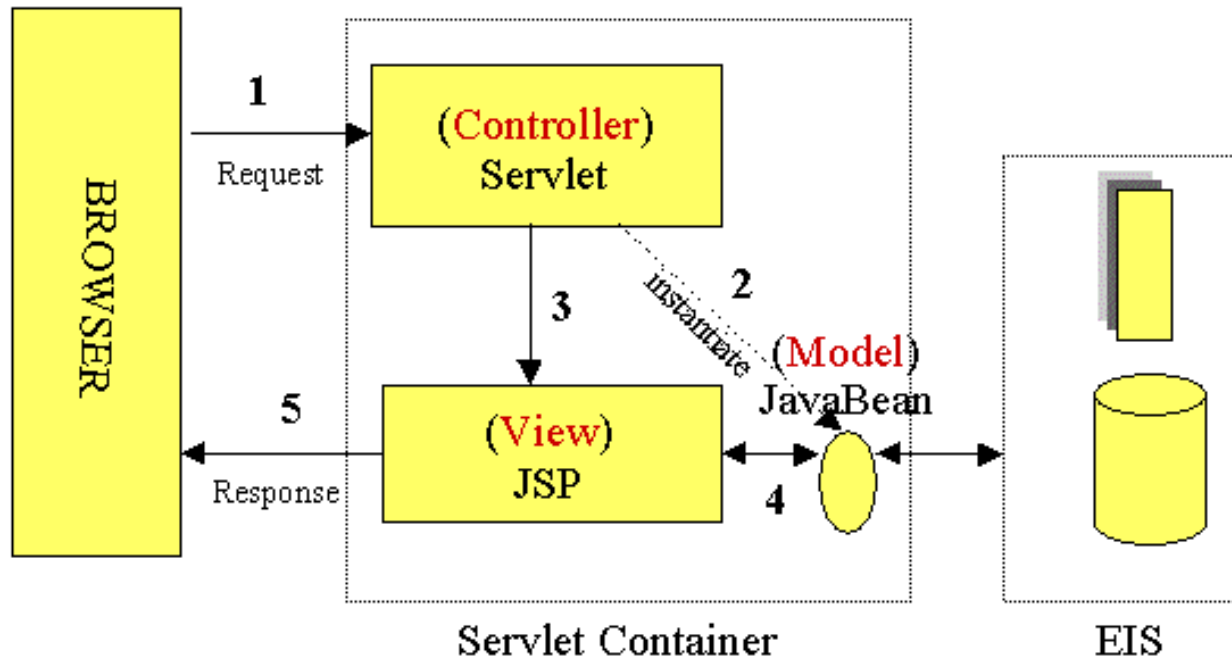 BROWSER
1
Request
(Controller)
Servlet
2
instantiate
3
(Model)
JavaBean
(View)
JSP
4
5
Response
Servlet Container
EIS